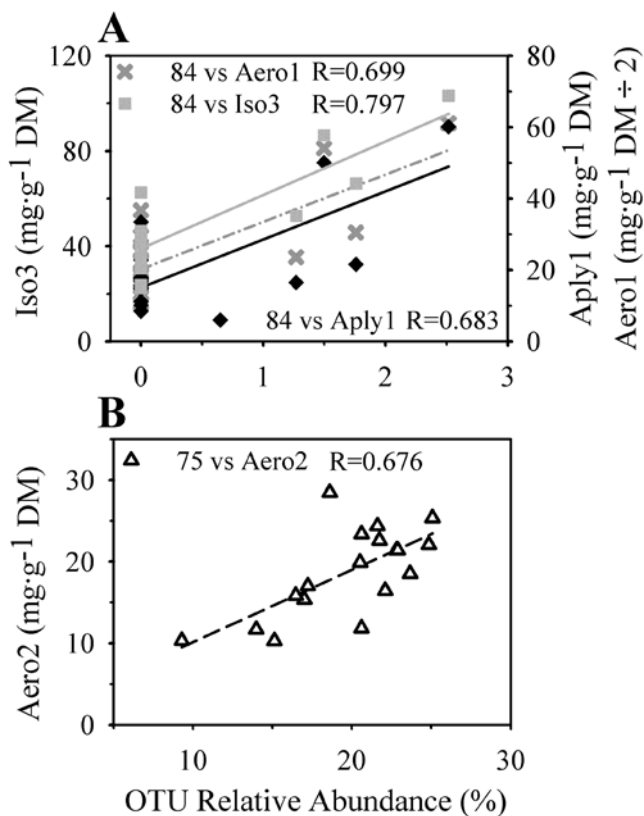 A
120
80
40
0
Iso3 (mg·g⁻¹ DM)
84 vs Aero1 R=0.699
84 vs Iso3 R=0.797
84 vs Aply1 R=0.683
80
60
40
20
0
Aply1 (mg·g⁻¹ DM)
Aero1 (mg·g⁻¹ DM ÷ 2)
0 1 2 3
B
75 vs Aero2 R=0.676
30
20
10
0
Aero2 (mg·g⁻¹ DM)
10 20 30
OTU Relative Abundance (%)